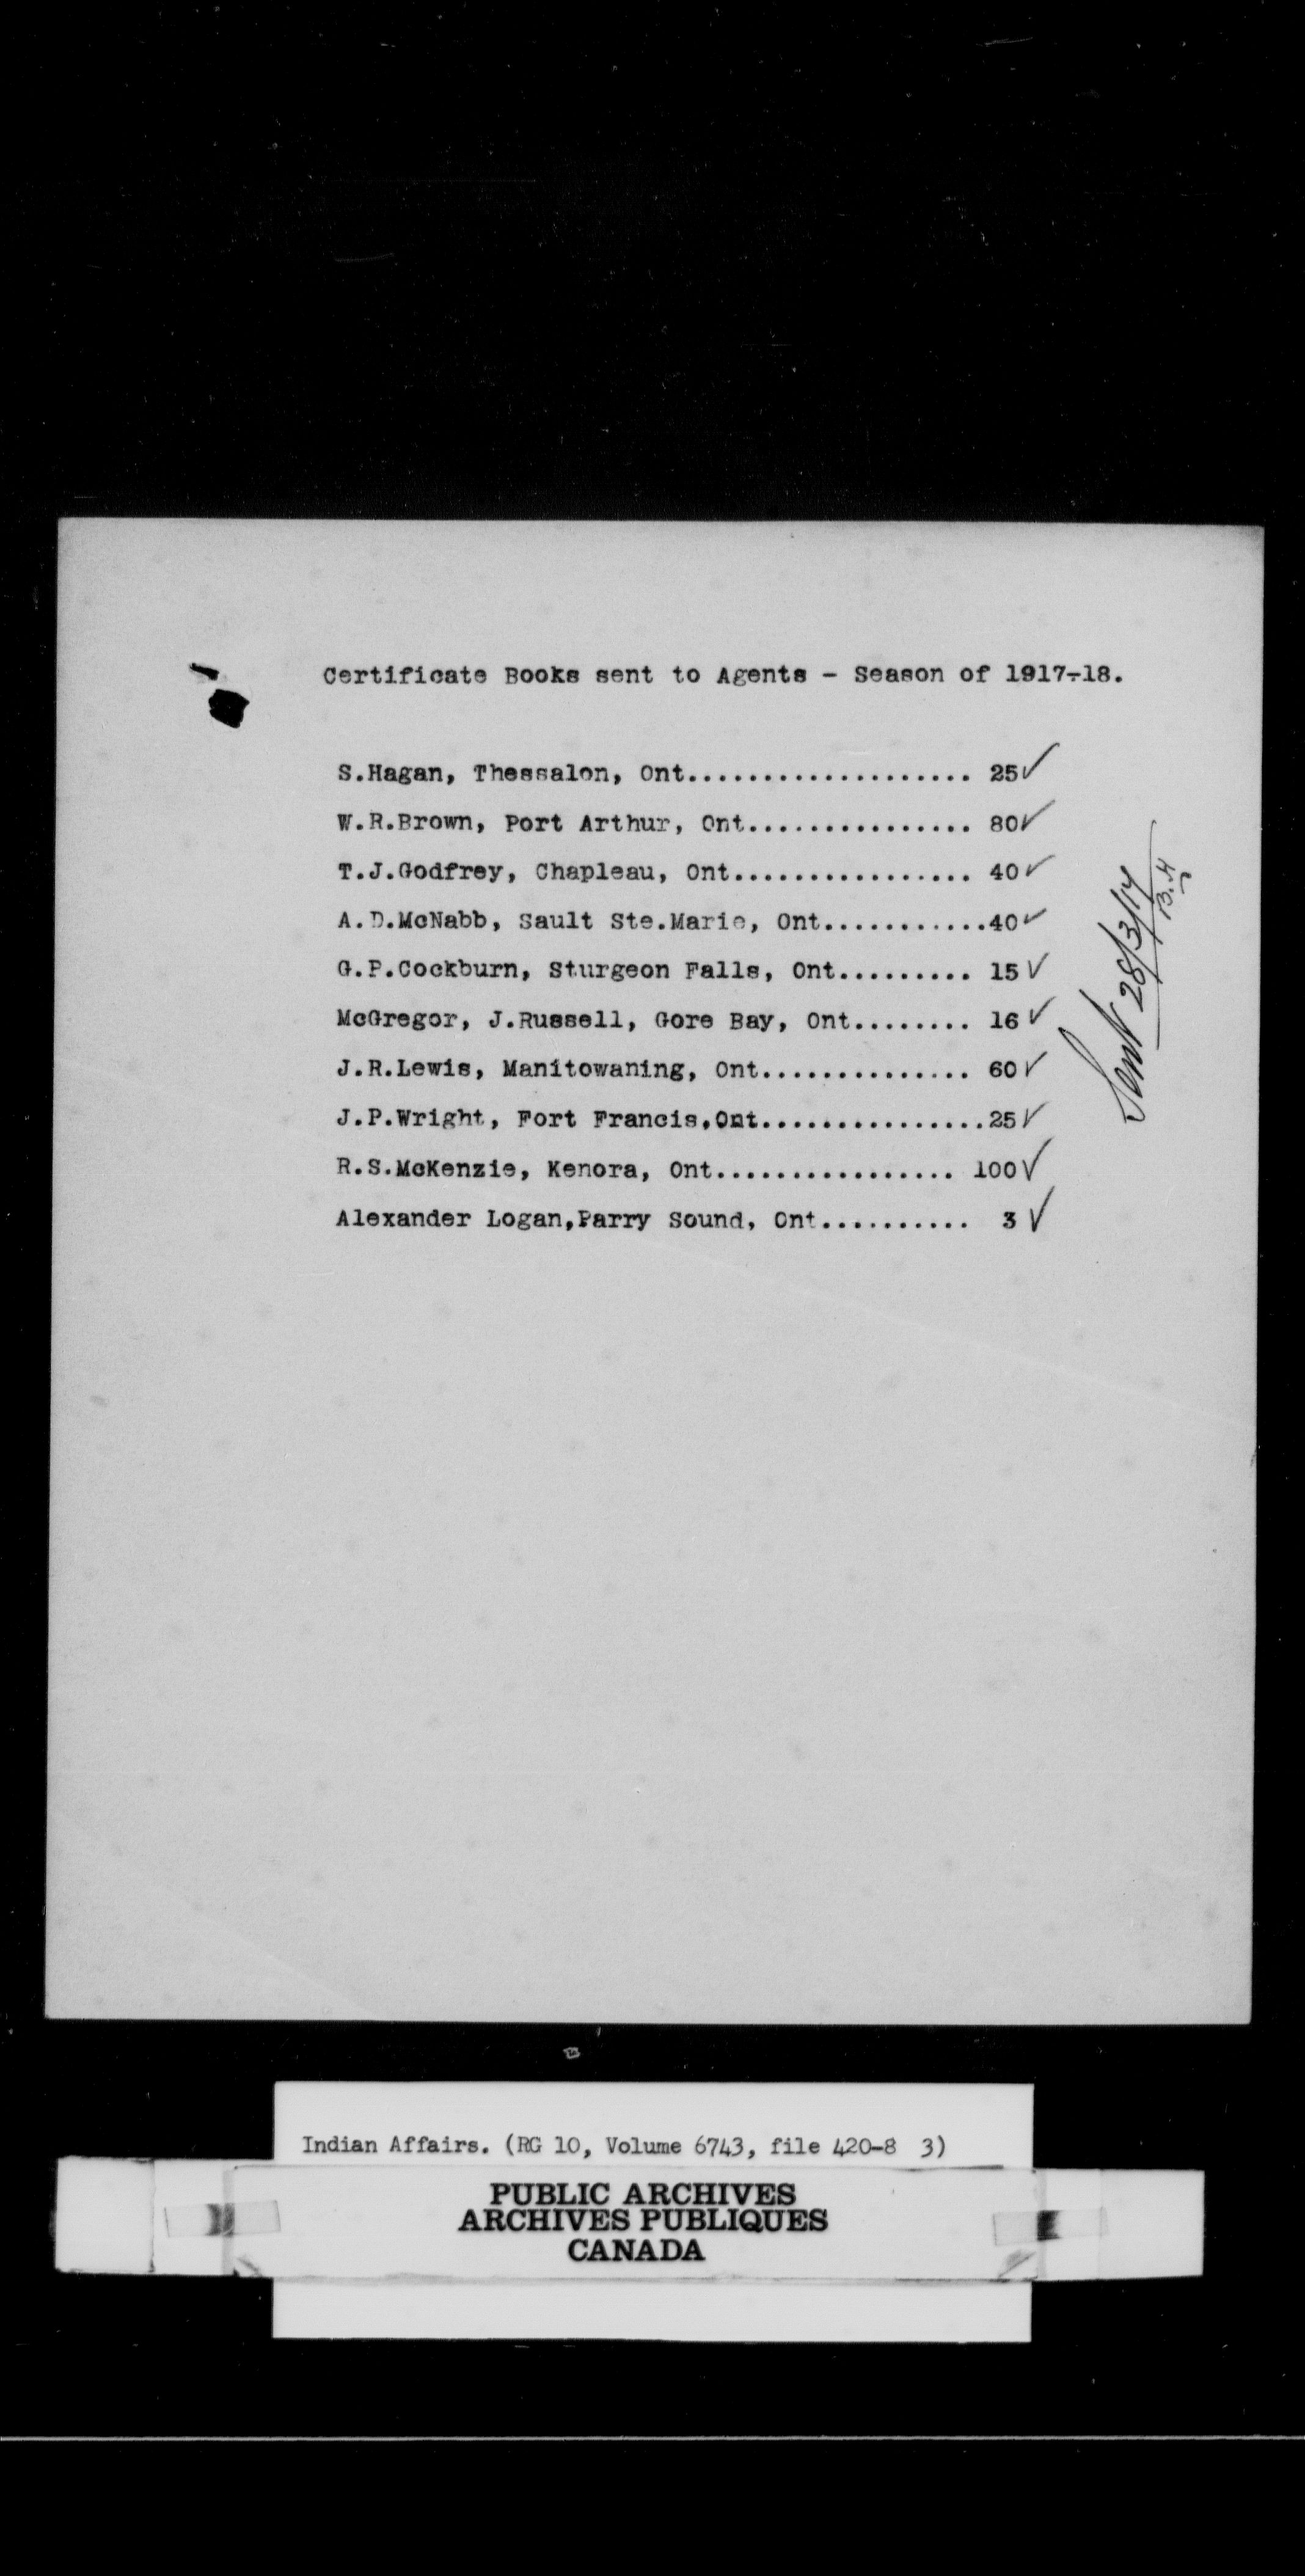 Certificate Books sent to Agents - Season of 1917-18.
S.Hagan, Thessalon, Ont................... 25✓
W.R.Brown, Port Arthur, Ont............... 80✓
T.J.Godfrey, Chapleau, Ont................ 40✓
A.D.McNabb, Sault Ste.Marie, Ont...........40✓
G.P.Cockburn, Sturgeon Falls, Ont......... 15✓
McGregor, J.Russell, Gore Bay, Ont........ 16✓
J.R.Lewis, Manitowaning, Ont.............. 60✓
J.P.Wright, Fort Francis,Ont...............25✓
R.S.McKenzie, Kenora, Ont................ 100✓
Alexander Logan,Parry Sound, Ont.......... 3✓
Sent 28/3/17
Indian Affairs. (RG 10, Volume 6743, file 420-8 3)
PUBLIC ARCHIVES
ARCHIVES PUBLIQUES
CANADA